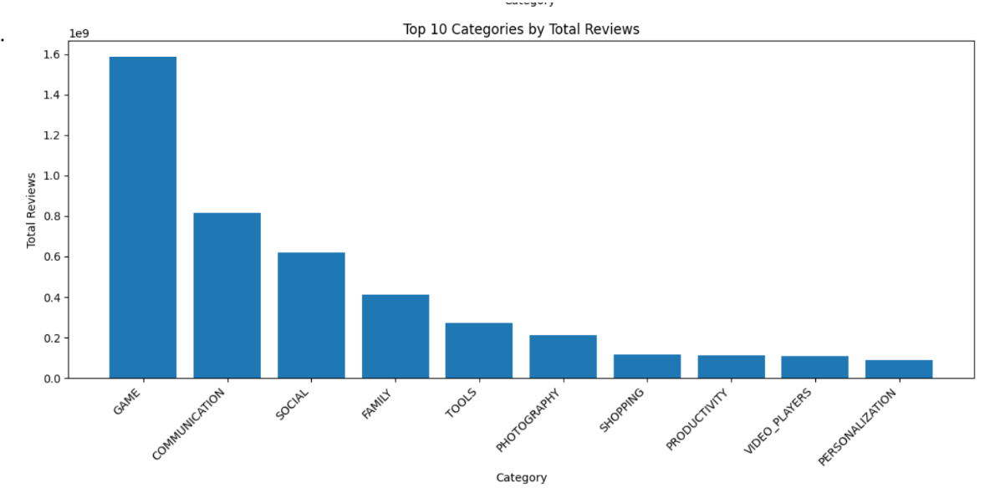 Category
Top 10 Categories by Total Reviews
1e9
1.6
1.4
1.2
1.0
0.8
0.6
0.4
0.2
0.0
Total Reviews
GAME
COMMUNICATION
SOCIAL
FAMILY
TOOLS
PHOTOGRAPHY
SHOPPING
PRODUCTIVITY
VIDEO_PLAYERS
PERSONALIZATION
Category